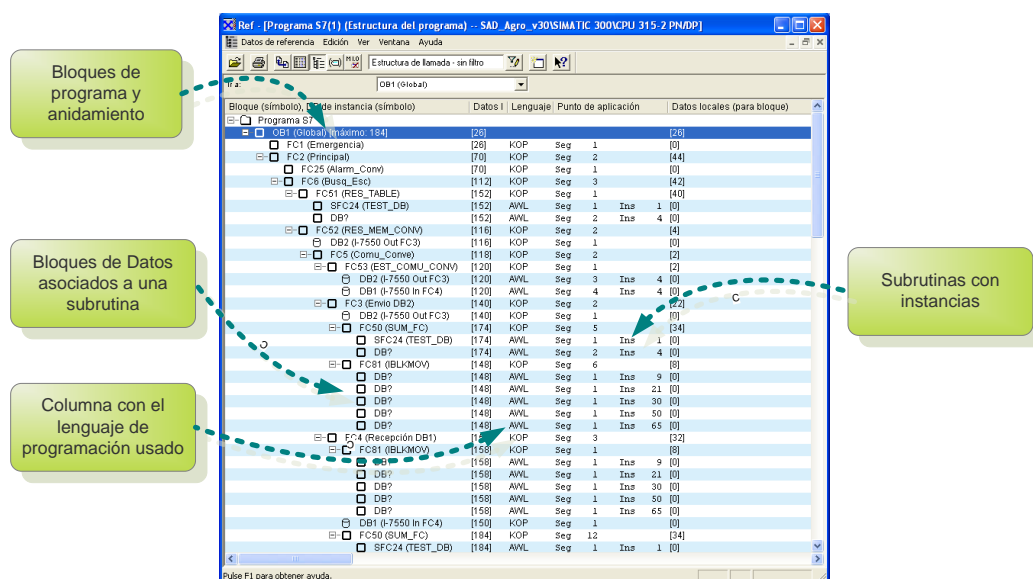 Ref - [Programa S7(1) (Estructura del programa) -- SAD_Agro_v30\SIMATIC 300\CPU 315-2 PN/DP]
Datos de referencia Edición Ver Ventana Ayuda
Estructura de llamada - sin filtro
Ir a: OB1 (Global)
Bloque (símbolo), DB de instancia (símbolo) Datos l Lenguaje Punto de aplicación Datos locales (para bloque)
Programa S7
OB1 (Global) [máximo: 184] [26] [26]
FC1 (Emergencia) [26] KOP Seg 1 [0]
FC2 (Principal) [70] KOP Seg 2 [44]
FC25 (Alarm_Conv) [70] KOP Seg 1 [0]
FC6 (Busq_Esc) [112] KOP Seg 3 [42]
FC51 (RES_TABLE) [152] KOP Seg 1 [40]
SFC24 (TEST_DB) [152] AWL Seg 1 Ins 1 [0]
DB? [152] AWL Seg 2 Ins 4 [0]
FC52 (RES_MEM_CONV) [116] KOP Seg 2 [4]
DB2 (I-7550 Out FC3) [116] KOP Seg 1 [0]
FC5 (Comu_Conve) [118] KOP Seg 2 [2]
FC53 (EST_COMU_CONV) [120] KOP Seg 1 [2]
DB2 (I-7550 Out FC3) [120] AWL Seg 3 Ins 4 [0]
DB1 (I-7550 In FC4) [120] AWL Seg 4 Ins 4 [0]
FC3 (Envio DB2) [140] KOP Seg 2 [22]
DB2 (I-7550 Out FC3) [140] KOP Seg 1 [0]
FC50 (SUM_FC) [174] KOP Seg 5 [34]
SFC24 (TEST_DB) [174] AWL Seg 1 Ins 1 [0]
DB? [174] AWL Seg 2 Ins 4 [0]
FC81 (IBLKMOV) [148] KOP Seg 6 [8]
DB? [148] AWL Seg 1 Ins 9 [0]
DB? [148] AWL Seg 1 Ins 21 [0]
DB? [148] AWL Seg 1 Ins 30 [0]
DB? [148] AWL Seg 1 Ins 50 [0]
DB? [148] AWL Seg 1 Ins 65 [0]
FC4 (Recepción DB1) KOP Seg 3 [32]
FC81 (IBLKMOV) [158] KOP Seg 1 [8]
DB? [158] AWL Seg 1 Ins 9 [0]
DB? [158] AWL Seg 1 Ins 21 [0]
DB? [158] AWL Seg 1 Ins 30 [0]
DB? [158] AWL Seg 1 Ins 50 [0]
DB? [158] AWL Seg 1 Ins 65 [0]
DB1 (I-7550 In FC4) [150] KOP Seg 1 [0]
FC50 (SUM_FC) [184] KOP Seg 12 [34]
SFC24 (TEST_DB) [184] AWL Seg 1 Ins 1 [0]
Pulse F1 para obtener ayuda.
Bloques de
programa y
anidamiento
Bloques de Datos
asociados a una
subrutina
Columna con el
lenguaje de
programación usado
Subrutinas con
instancias